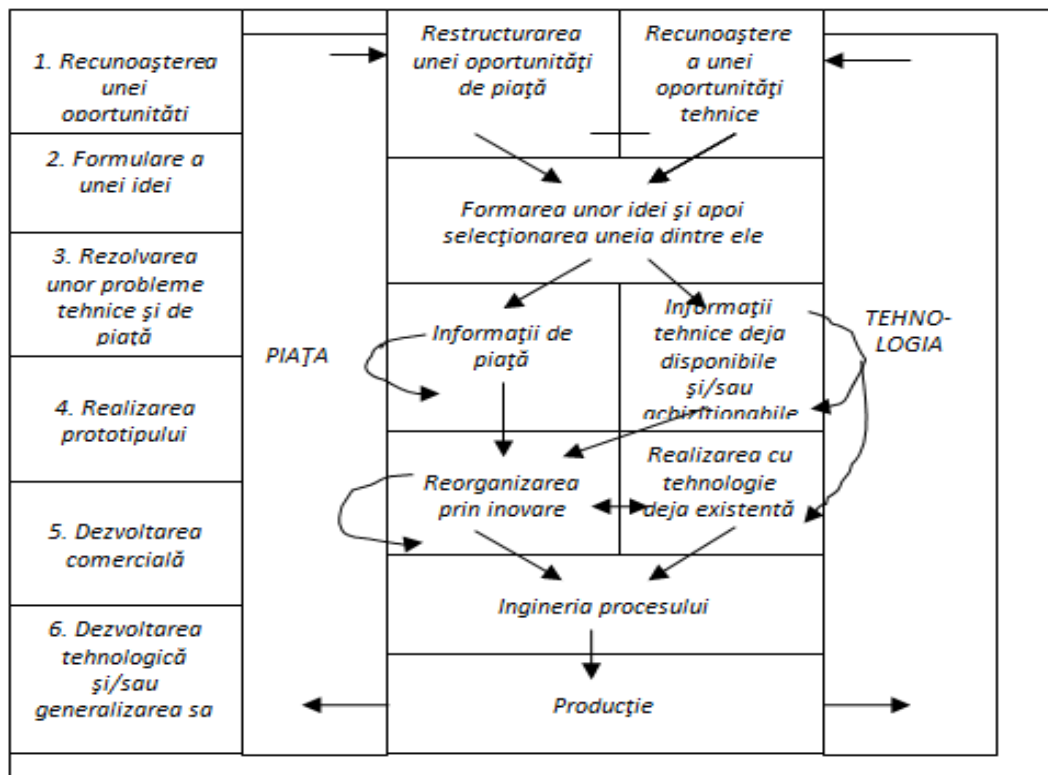 1. Recunoaşterea
unei
oportunităţi
2. Formulare a
unei idei
3. Rezolvarea
unor probleme
tehnice şi de
piaţă
4. Realizarea
prototipului
5. Dezvoltarea
comercială
6. Dezvoltarea
tehnologică
şi/sau
generalizarea sa
PIAŢA
Restructurarea
unei oportunităţi
de piaţă
Recunoaştere
a unei
oportunităţi
tehnice
Formarea unor idei şi apoi
selecţionarea uneia dintre ele
Informaţii de
piaţă
Informaţii
tehnice deja
disponibile
şi/sau
achiziţionabile
Reorganizarea
prin inovare
Realizarea cu
tehnologie
deja existentă
Ingineria procesului
Producţie
TEHNO-
LOGIA